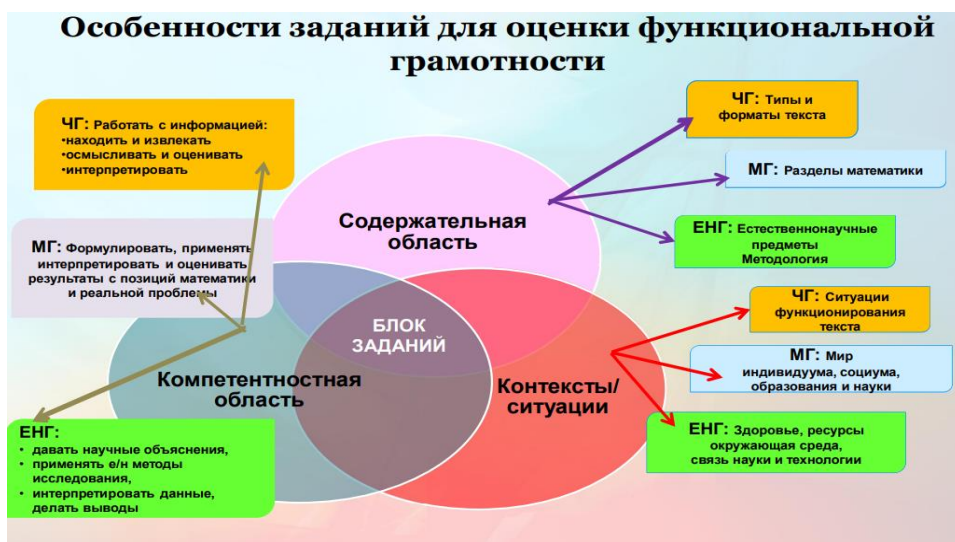 Особенности заданий для оценки функциональной
грамотности
ЧГ: Работать с информацией:
•находить и извлекать
•осмысливать и оценивать
•интерпретировать
МГ: Формулировать, применять
интерпретировать и оценивать
результаты с позиций математики
и реальной проблемы
ЕНГ:
• давать научные объяснения,
• применять е/н методы
исследования,
• интерпретировать данные,
делать выводы
Содержательная
область
БЛОК
ЗАДАНИЙ
Компетентностная
область
Контексты/
ситуации
ЧГ: Типы и
форматы текста
МГ: Разделы математики
ЕНГ: Естественнонаучные
предметы
Методология
ЧГ: Ситуации
функционирования
текста
МГ: Мир
индивидуума, социума,
образования и науки
ЕНГ: Здоровье, ресурсы
окружающая среда,
связь науки и технологии